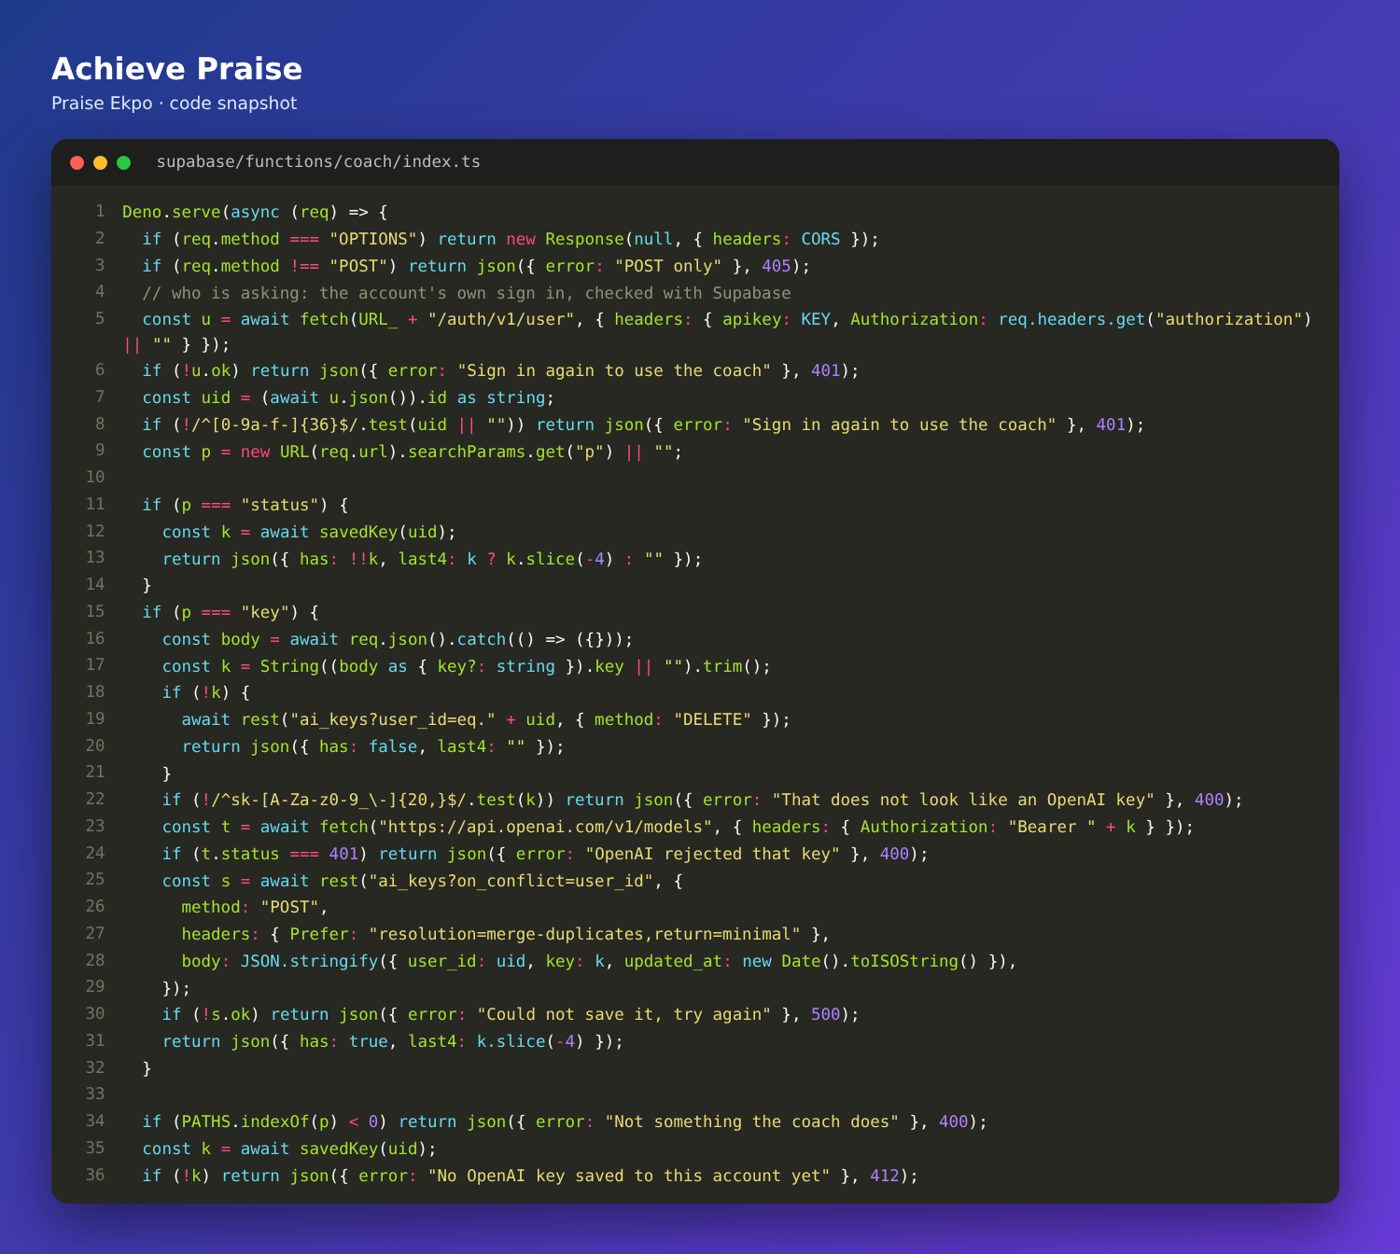 Achieve Praise
Praise Ekpo · code snapshot
supabase/functions/coach/index.ts
1 Deno.serve(async (req) => {
2 if (req.method === "OPTIONS") return new Response(null, { headers: CORS });
3 if (req.method !== "POST") return json({ error: "POST only" }, 405);
4 // who is asking: the account's own sign in, checked with Supabase
5 const u = await fetch(URL_ + "/auth/v1/user", { headers: { apikey: KEY, Authorization: req.headers.get("authorization")
|| "" } });
6 if (!u.ok) return json({ error: "Sign in again to use the coach" }, 401);
7 const uid = (await u.json()).id as string;
8 if (!/^[0-9a-f-]{36}$/.test(uid || "")) return json({ error: "Sign in again to use the coach" }, 401);
9 const p = new URL(req.url).searchParams.get("p") || "";
10
11 if (p === "status") {
12 const k = await savedKey(uid);
13 return json({ has: !!k, last4: k ? k.slice(-4) : "" });
14 }
15 if (p === "key") {
16 const body = await req.json().catch(() => ({}));
17 const k = String((body as { key?: string }).key || "").trim();
18 if (!k) {
19 await rest("ai_keys?user_id=eq." + uid, { method: "DELETE" });
20 return json({ has: false, last4: "" });
21 }
22 if (!/^sk-[A-Za-z0-9_\-]{20,}$/.test(k)) return json({ error: "That does not look like an OpenAI key" }, 400);
23 const t = await fetch("https://api.openai.com/v1/models", { headers: { Authorization: "Bearer " + k } });
24 if (t.status === 401) return json({ error: "OpenAI rejected that key" }, 400);
25 const s = await rest("ai_keys?on_conflict=user_id", {
26 method: "POST",
27 headers: { Prefer: "resolution=merge-duplicates,return=minimal" },
28 body: JSON.stringify({ user_id: uid, key: k, updated_at: new Date().toISOString() }),
29 });
30 if (!s.ok) return json({ error: "Could not save it, try again" }, 500);
31 return json({ has: true, last4: k.slice(-4) });
32 }
33
34 if (PATHS.indexOf(p) < 0) return json({ error: "Not something the coach does" }, 400);
35 const k = await savedKey(uid);
36 if (!k) return json({ error: "No OpenAI key saved to this account yet" }, 412);